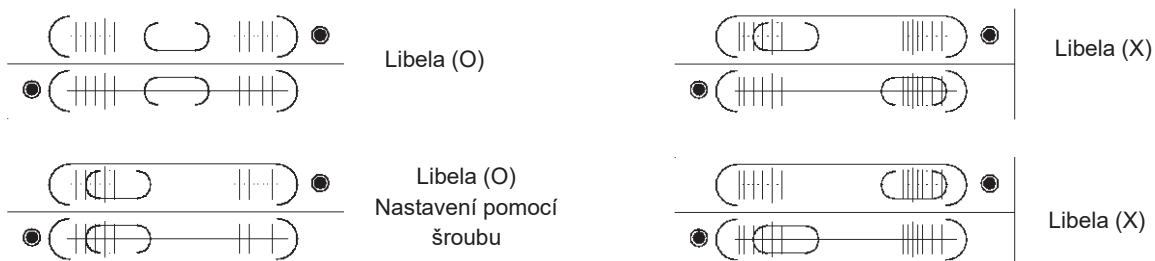 Libela (O)
Libela (X)
Libela (O)
Nastavení pomocí
šroubu
Libela (X)